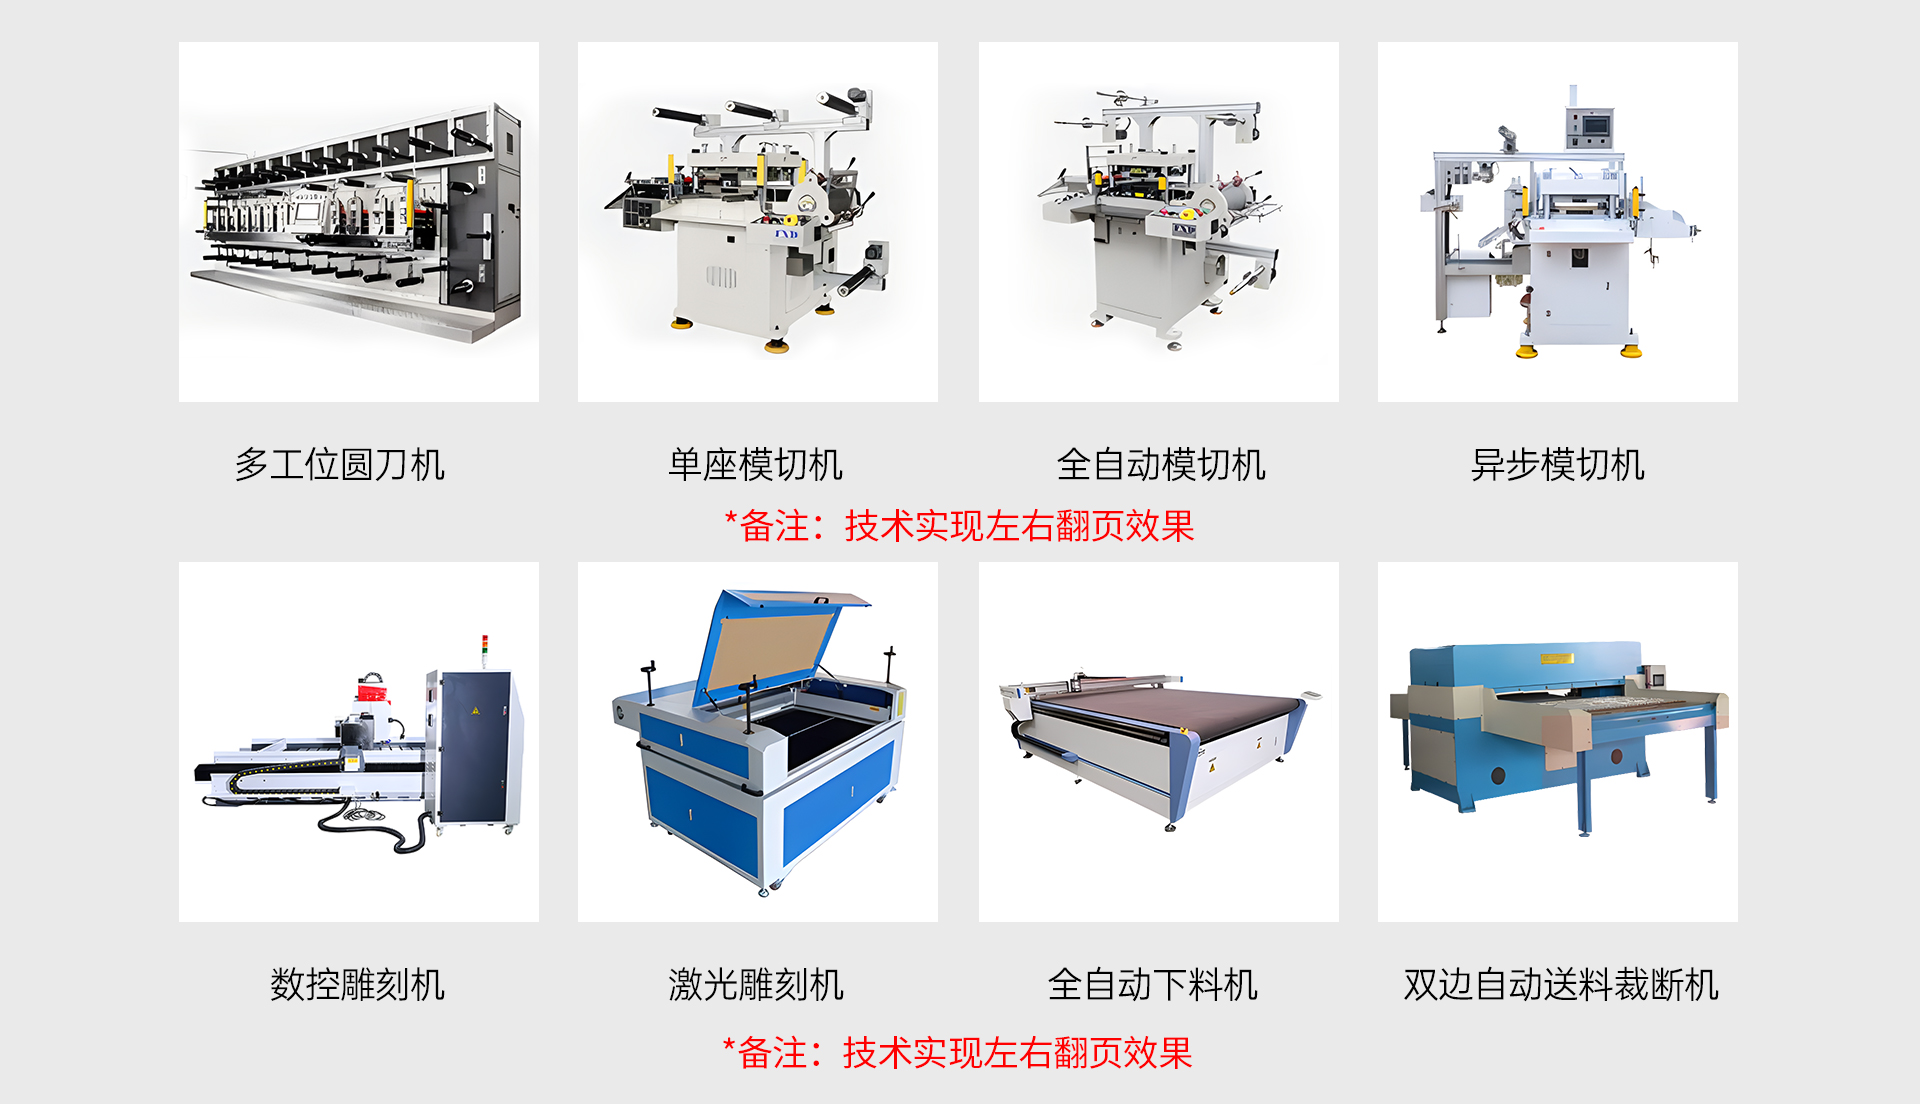 多工位圆刀机
单座模切机
全自动模切机
异步模切机
*备注：技术实现左右翻页效果
数控雕刻机
激光雕刻机
全自动下料机
双边自动送料裁断机
*备注：技术实现左右翻页效果